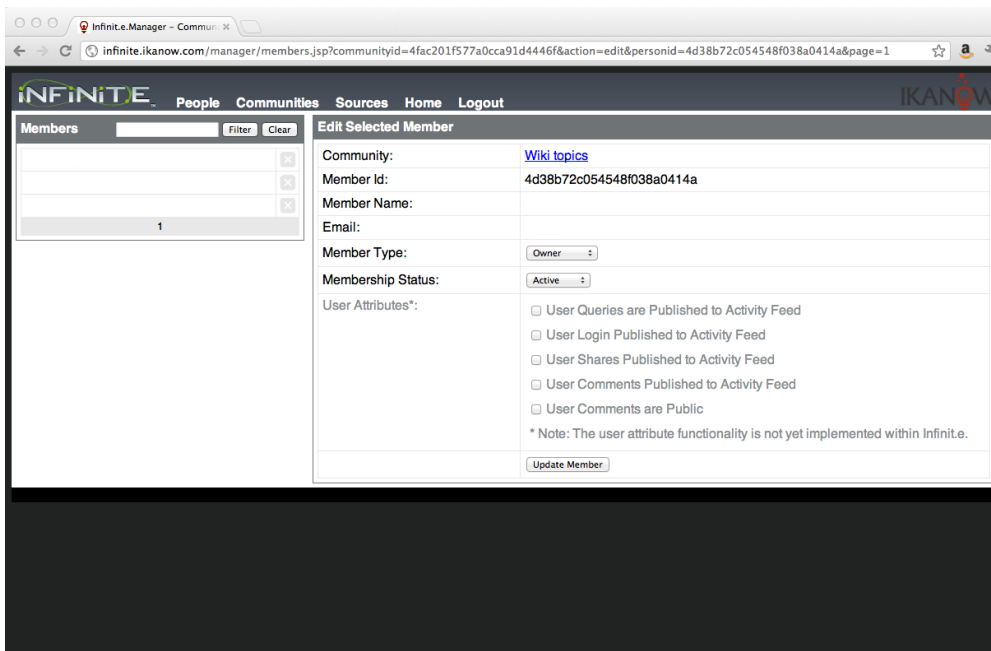 Infinit.e.Manager - Commun
infinite.ikanow.com/manager/members.jsp?communityid=4fac201f577a0cca91d4446f&action=edit&personid=4d38b72c054548f038a0414a&page=1
INFINIT.E People Communities Sources Home Logout IKANOW
Members Filter Clear
1
Edit Selected Member
Community: Wiki topics
Member Id: 4d38b72c054548f038a0414a
Member Name:
Email:
Member Type: Owner
Membership Status: Active
User Attributes*:
User Queries are Published to Activity Feed
User Login Published to Activity Feed
User Shares Published to Activity Feed
User Comments Published to Activity Feed
User Comments are Public
* Note: The user attribute functionality is not yet implemented within Infinit.e.
Update Member